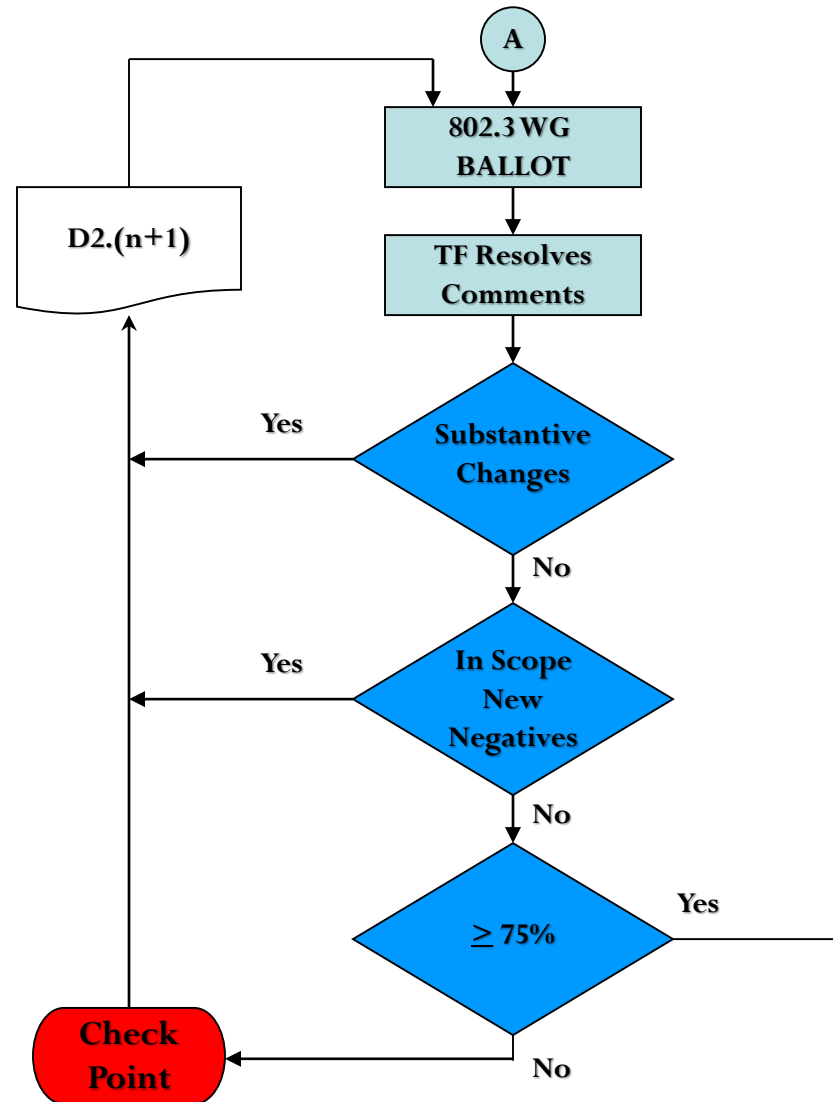 A
802.3 WG
BALLOT
D2.(n+1)
TF Resolves
Comments
Yes
Substantive
Changes
No
Yes
In Scope
New
Negatives
No
Yes
≥ 75%
Check
Point
No